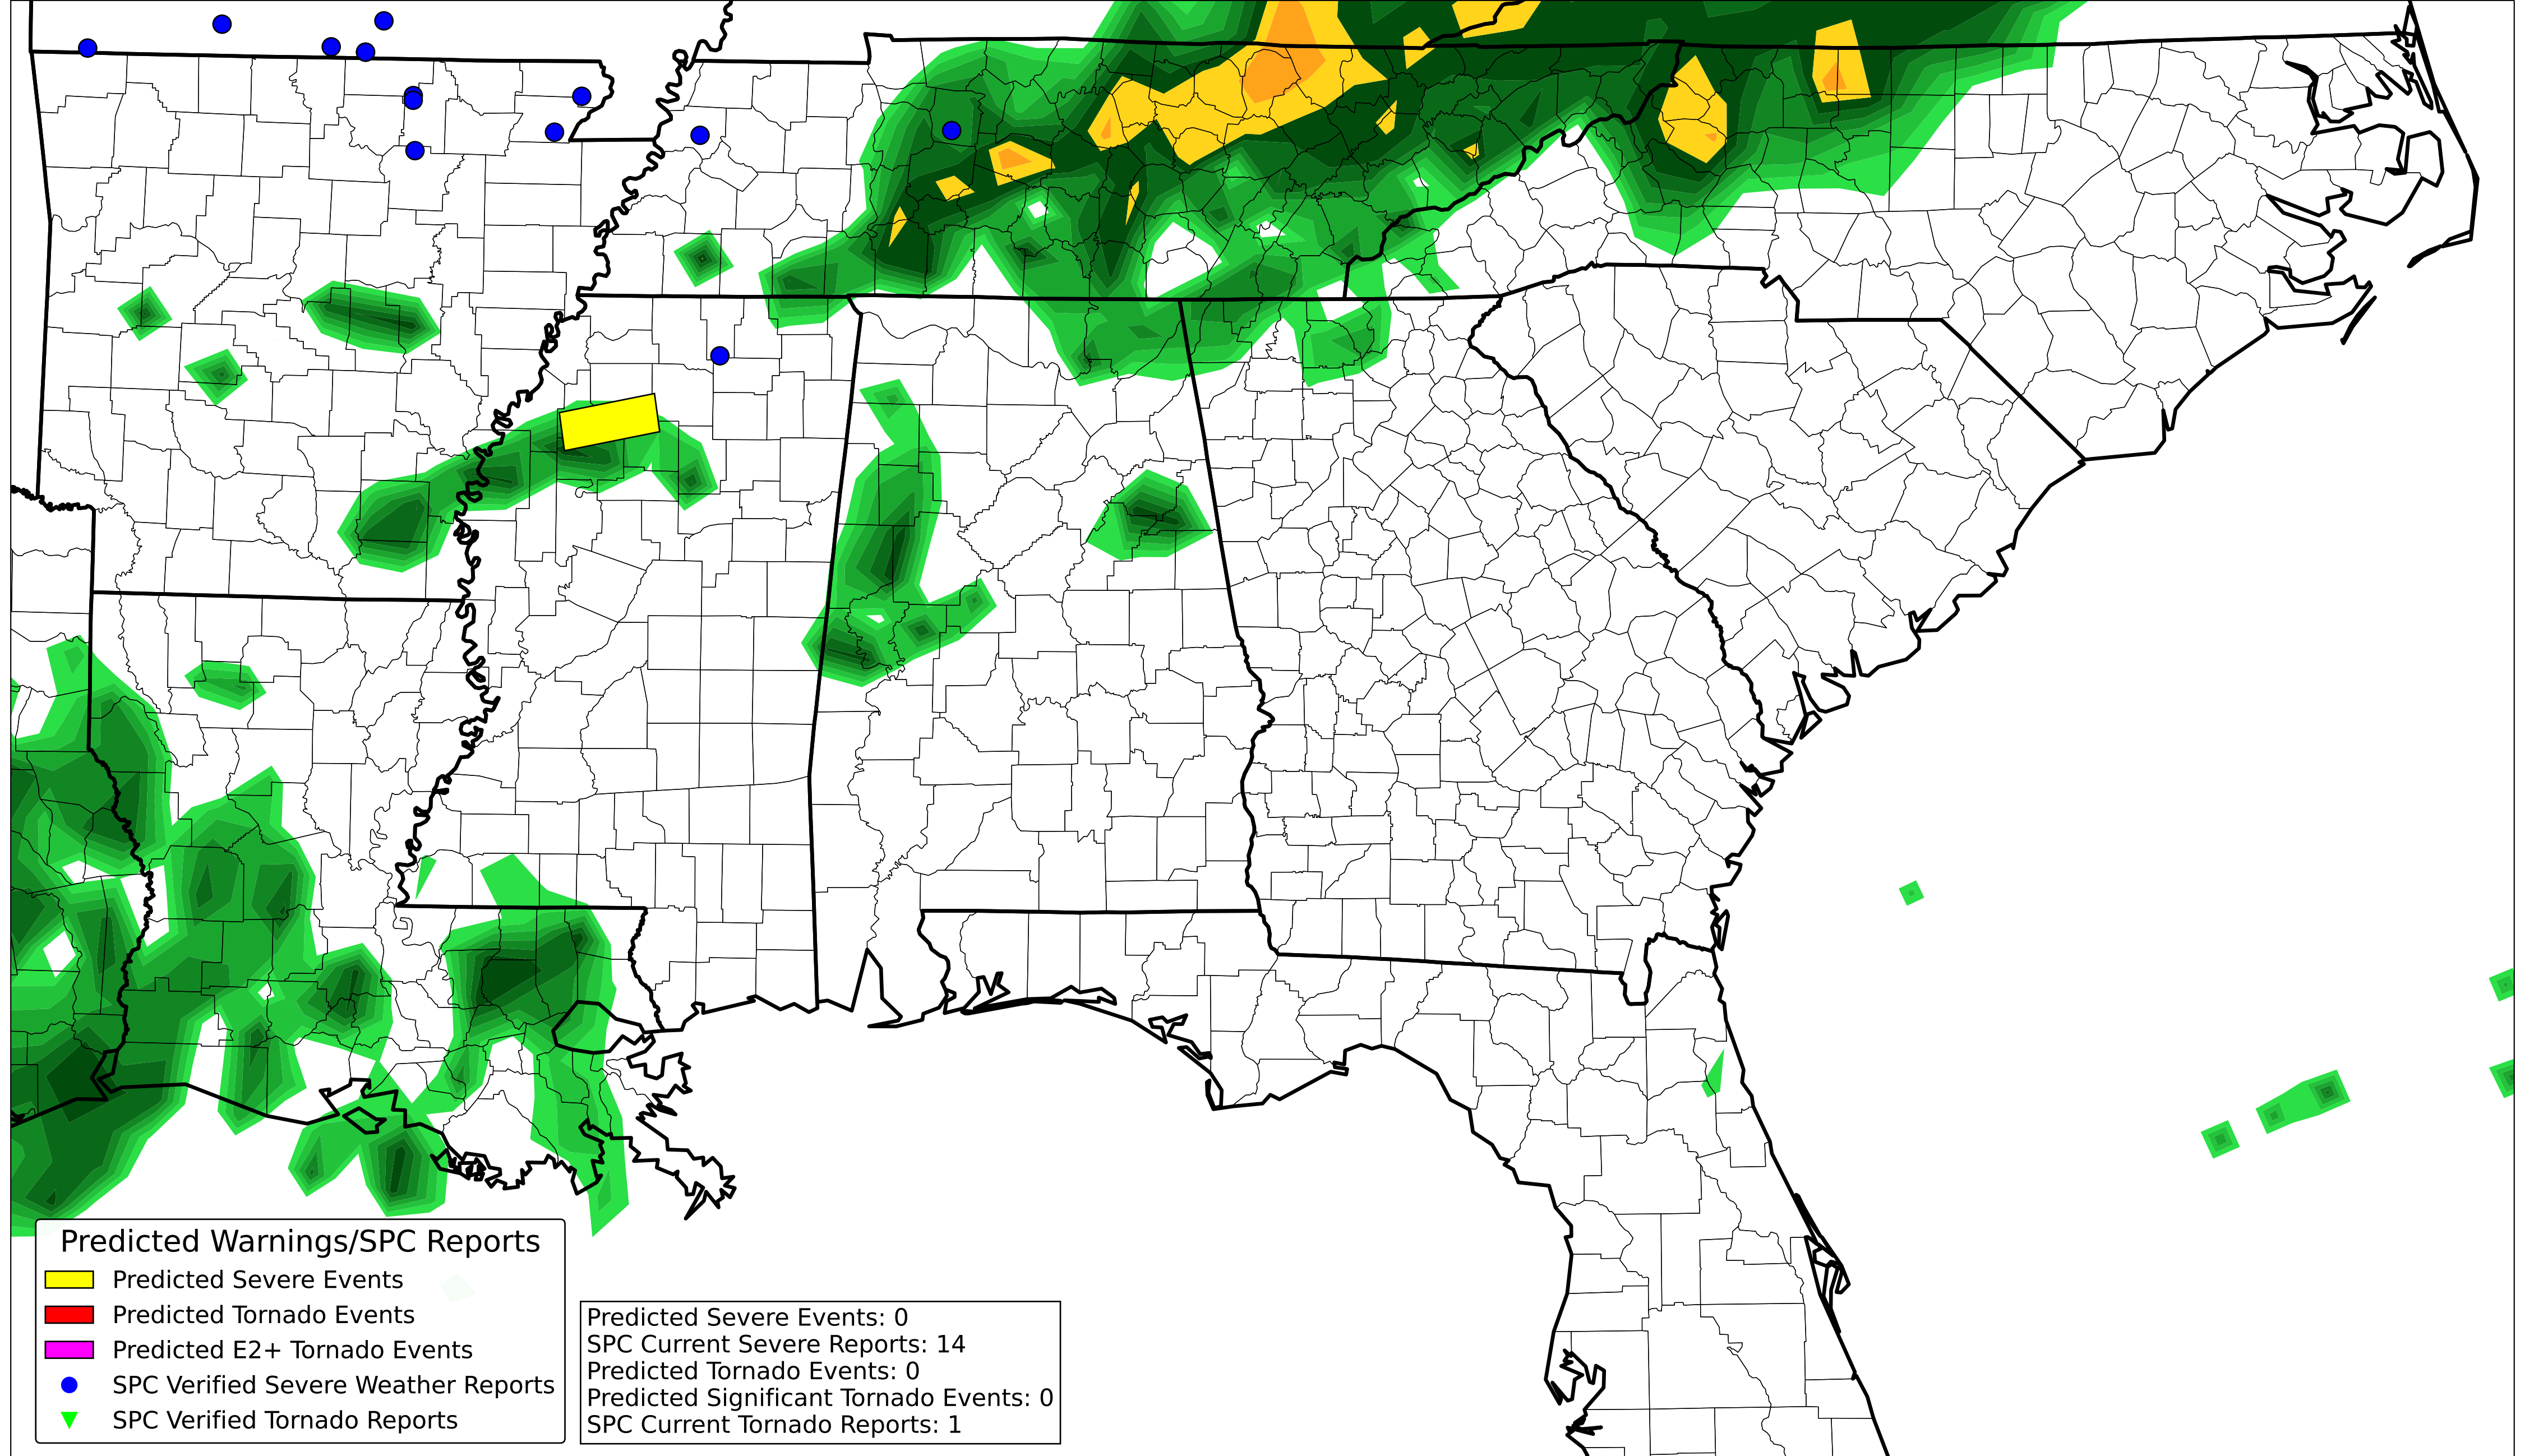 Predicted Warnings/SPC Reports
Predicted Severe Events
Predicted Tornado Events
Predicted E2+ Tornado Events
SPC Verified Severe Weather Reports
SPC Verified Tornado Reports
Predicted Severe Events: 0
SPC Current Severe Reports: 14
Predicted Tornado Events: 0
Predicted Significant Tornado Events: 0
SPC Current Tornado Reports: 1